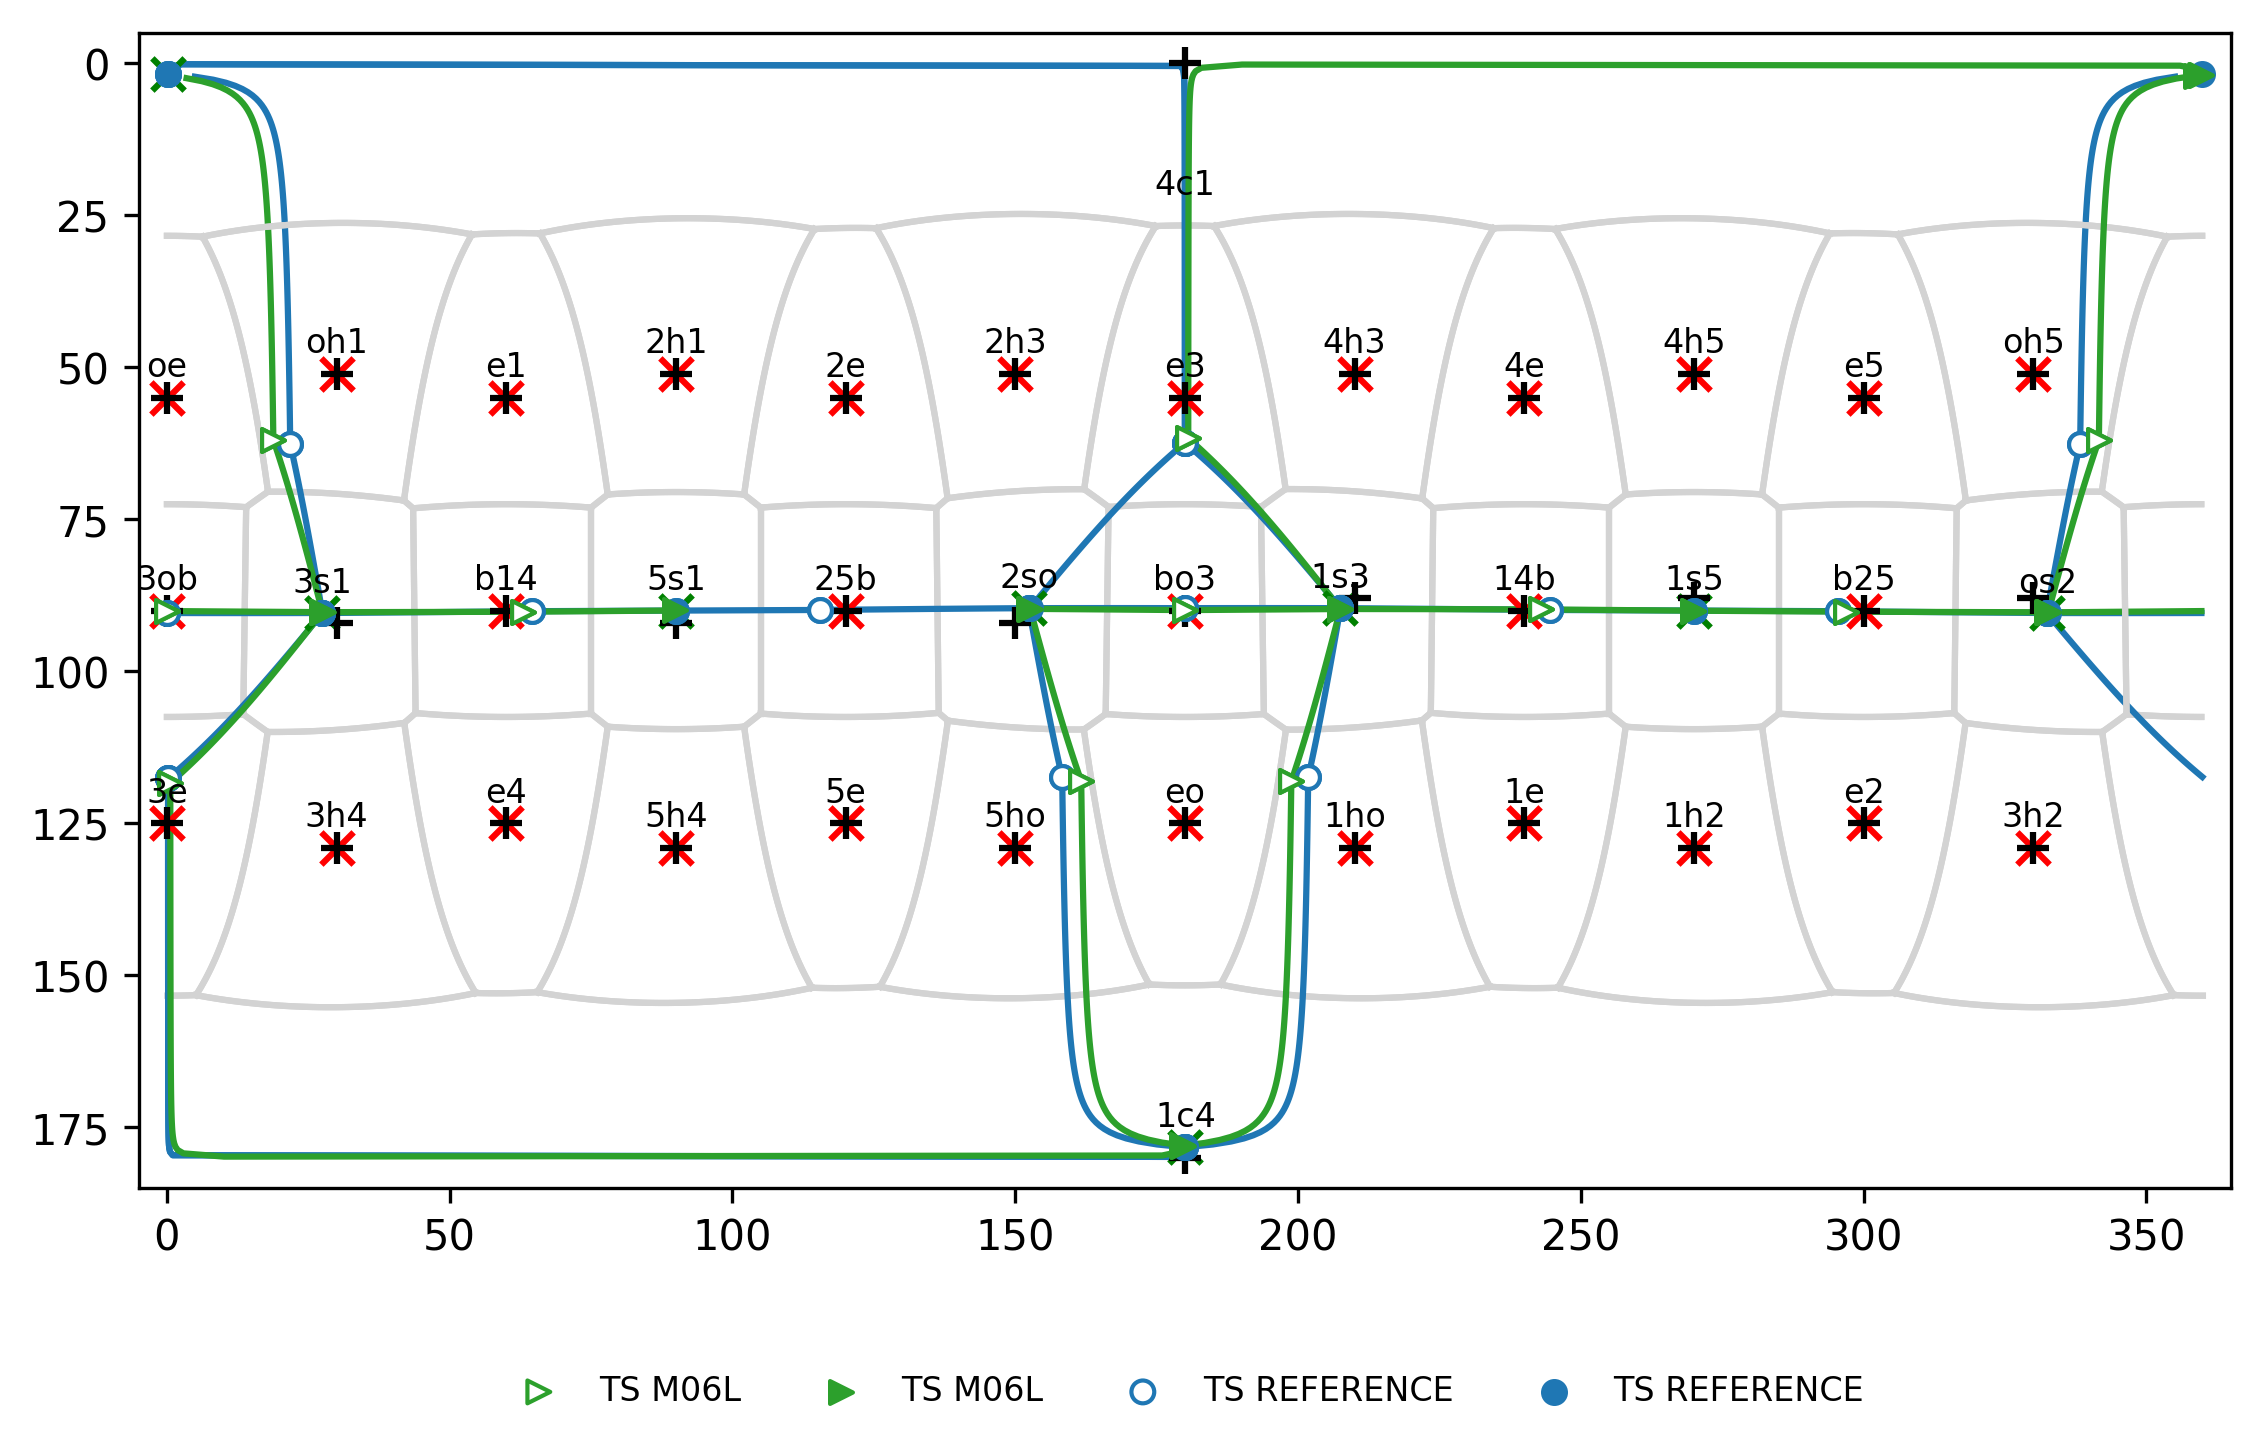 0
25
50
75
100
125
150
175
4c1
oh1 2h1 2h3 4h3 4h5 oh5
oe e1 2e e3 4e e5
3ob 3s1 b14 5s1 25b 2so bo3 1s3 14b 1s5 b25 os2
3e e4 5e eo 1e e2
3h4 5h4 5ho 1ho 1h2 3h2
1c4
0 50 100 150 200 250 300 350
TS M06L TS M06L TS REFERENCE TS REFERENCE